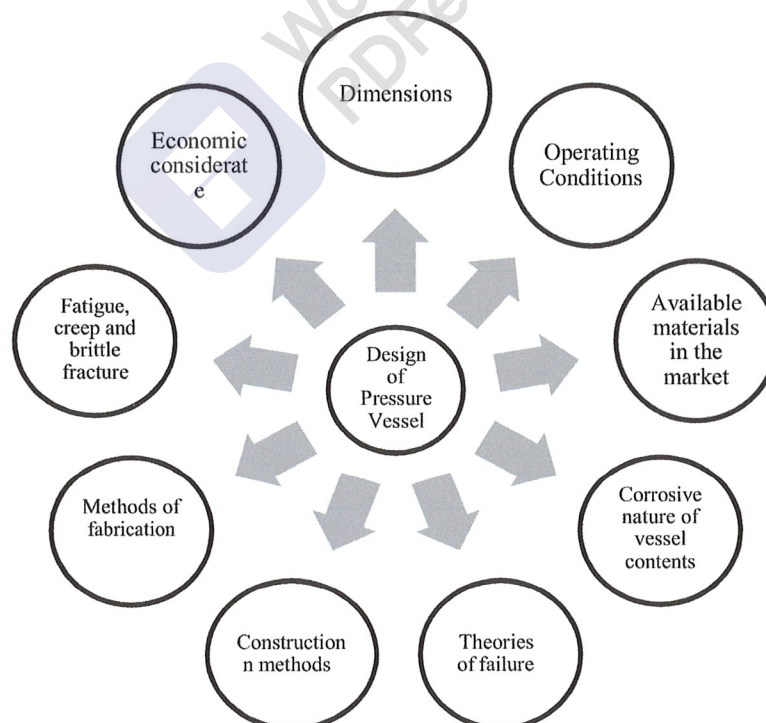 Dimensions
Operating
Conditions
Available
materials
in the
market
Corrosive
nature of
vessel
contents
Theories
of failure
Construction
n methods
Methods of
fabrication
Fatigue,
creep and
brittle
fracture
Economic
considerat
e
Design
of
Pressure
Vessel